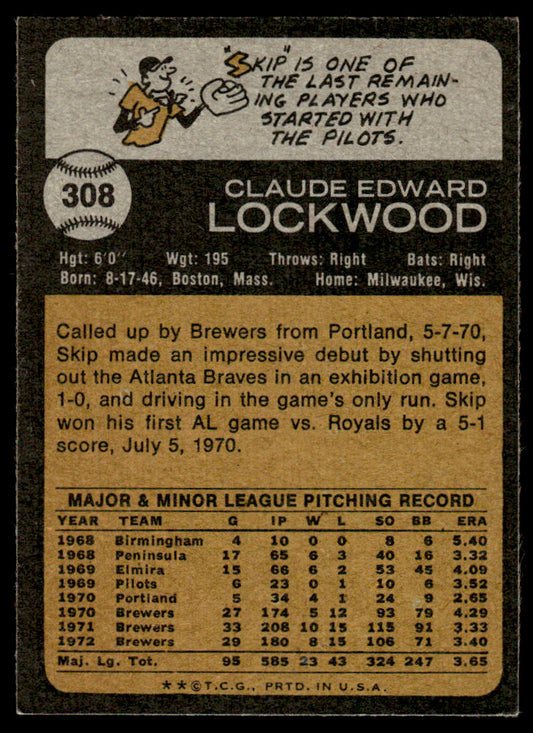 "SKIP" IS ONE OF
THE LAST REMAIN-
ING PLAYERS WHO
STARTED WITH
THE PILOTS.
308
CLAUDE EDWARD
LOCKWOOD
Hgt: 6'0" Wgt: 195 Throws: Right Bats: Right
Born: 8-17-46, Boston, Mass. Home: Milwaukee, Wis.
Called up by Brewers from Portland, 5-7-70,
Skip made an impressive debut by shutting
out the Atlanta Braves in an exhibition game,
1-0, and driving in the game's only run. Skip
won his first AL game vs. Royals by a 5-1
score, July 5, 1970.
MAJOR & MINOR LEAGUE PITCHING RECORD
YEAR TEAM G IP W L SO BB ERA
1968 Birmingham 4 10 0 0 8 6 5.40
1968 Peninsula 17 65 6 3 40 16 3.32
1969 Elmira 15 66 6 2 53 45 4.09
1969 Pilots 6 23 0 1 10 6 3.52
1970 Portland 5 34 4 1 24 9 2.65
1970 Brewers 27 174 5 12 93 79 4.29
1971 Brewers 33 208 10 15 115 91 3.33
1972 Brewers 29 180 8 15 106 71 3.40
Maj. Lg. Tot. 95 585 23 43 324 247 3.65
**©T.C.G., PRTD. IN U.S.A.